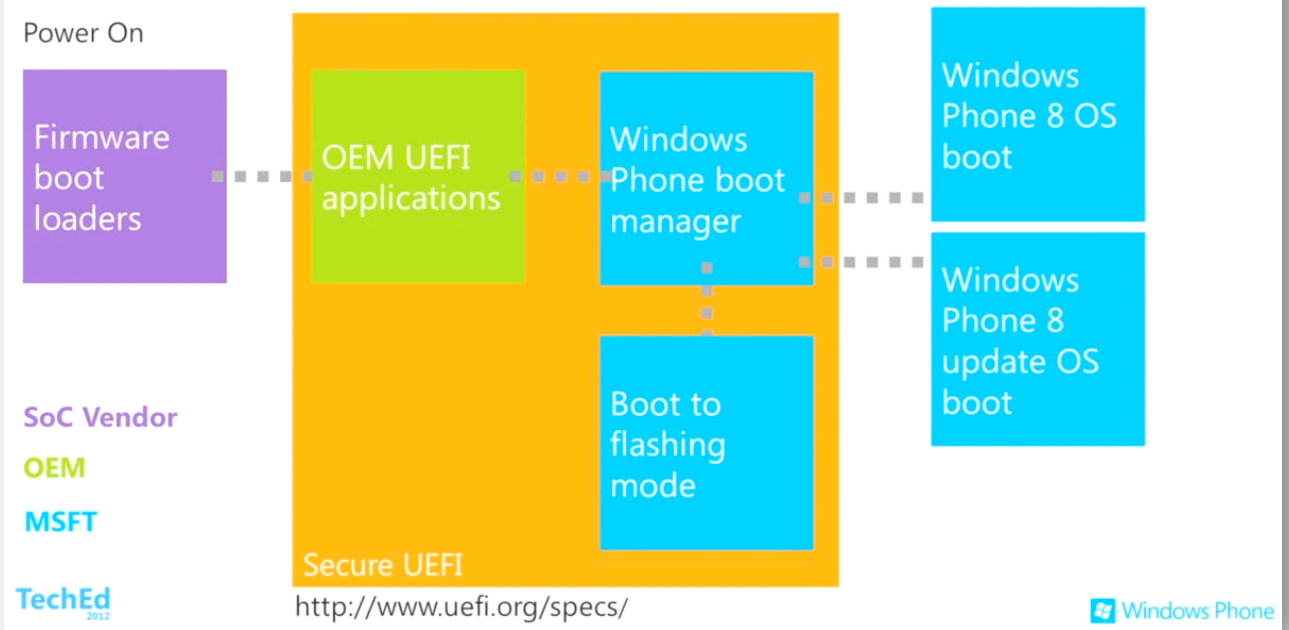 Power On
Firmware
boot
loaders
OEM UEFI
applications
Windows
Phone boot
manager
Windows
Phone 8 OS
boot
Windows
Phone 8
update OS
boot
Boot to
flashing
mode
SoC Vendor
OEM
MSFT
Secure UEFI
TechEd
2012
http://www.uefi.org/specs/
Windows Phone